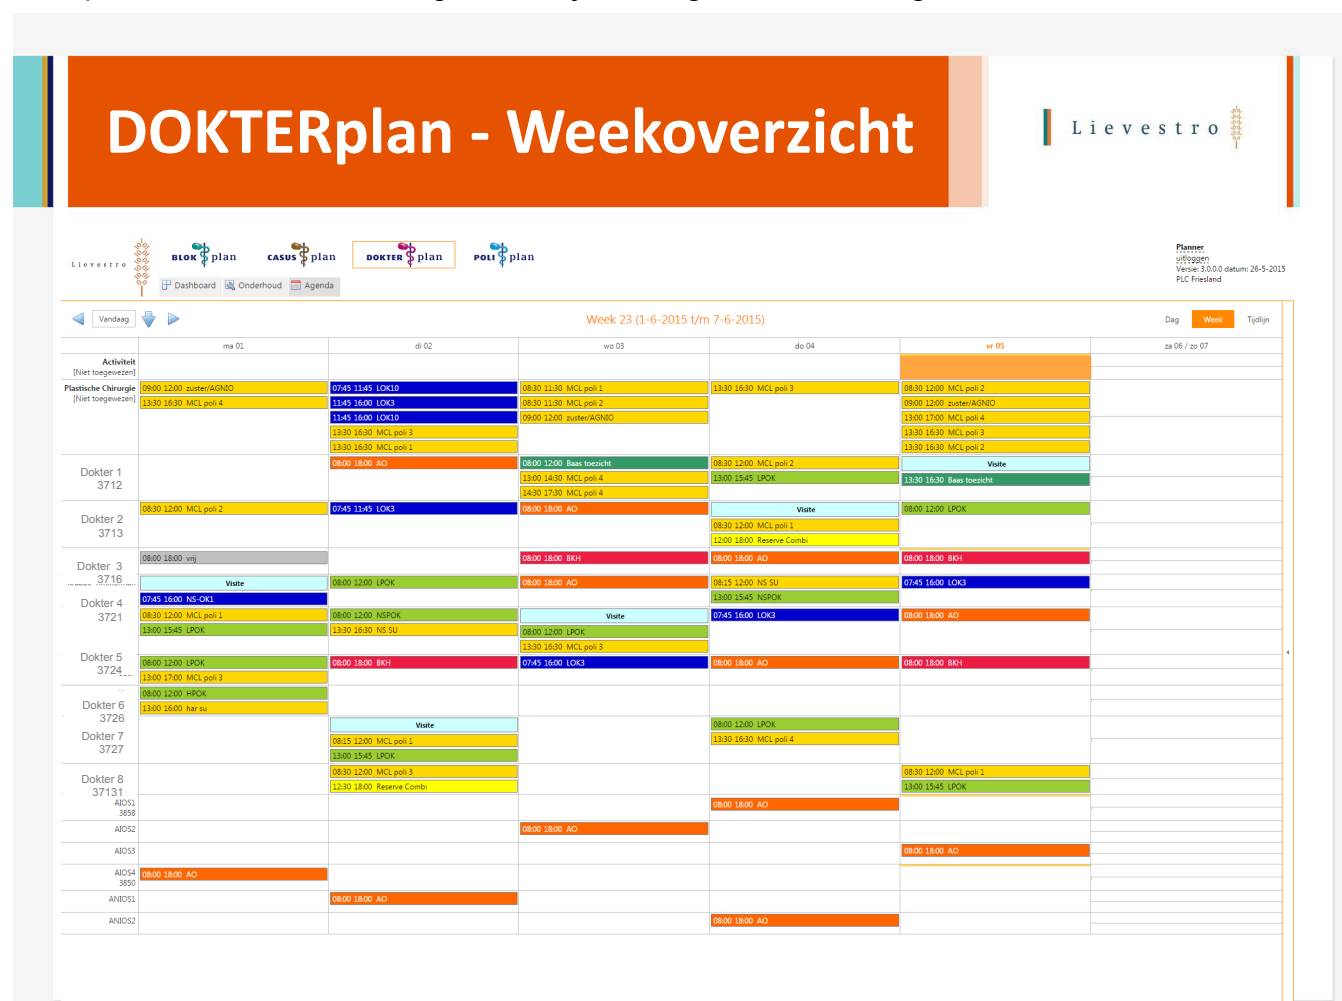 DOKTERplan - Weekoverzicht
Lievestro
Lievestro
BLOK plan
CASUS plan
DOKTER plan
POLI plan
Planner
uitloggen
Versie: 3.0.0.0 datum: 26-5-2015
PLC Friesland
Dashboard Onderhoud Agenda
Vandaag
Week 23 (1-6-2015 t/m 7-6-2015)
Dag Week Tijdlijn
ma 01 di 02 wo 03 do 04 vr 05 za 06 / zo 07
Activiteit
[Niet toegewezen]
Plastische Chirurgie
[Niet toegewezen]
09:00 12:00 zuster/AGNIO
13:30 16:30 MCL poli 4
07:45 11:45 LOK10
11:45 16:00 LOK3
11:45 16:00 LOK10
13:30 16:30 MCL poli 3
13:30 16:30 MCL poli 1
08:30 11:30 MCL poli 1
08:30 11:30 MCL poli 2
09:00 12:00 zuster/AGNIO
13:30 16:30 MCL poli 3
08:30 12:00 MCL poli 2
09:00 12:00 zuster/AGNIO
13:00 17:00 MCL poli 4
13:30 16:30 MCL poli 3
13:30 16:30 MCL poli 2
Dokter 1
3712
08:00 18:00 AO
08:00 12:00 Baas toezicht
13:00 14:30 MCL poli 4
14:30 17:30 MCL poli 4
08:30 12:00 MCL poli 2
13:00 15:45 LPOK
Visite
13:30 16:30 Baas toezicht
Dokter 2
3713
08:30 12:00 MCL poli 2
07:45 11:45 LOK3
08:00 18:00 AO
Visite
08:30 12:00 MCL poli 1
12:00 18:00 Reserve Combi
08:00 12:00 LPOK
Dokter 3
3716
08:00 18:00 vrij
08:00 18:00 BKH
08:00 18:00 AO
08:00 18:00 BKH
Dokter 4
3721
Visite
07:45 16:00 NS-OK1
08:00 12:00 LPOK
08:00 18:00 AO
08:15 12:00 NS SU
13:00 15:45 NSPOK
07:45 16:00 LOK3
08:30 12:00 MCL poli 1
13:00 15:45 LPOK
08:00 12:00 NSPOK
13:30 16:30 NS SU
Visite
08:00 12:00 LPOK
13:30 16:30 MCL poli 3
07:45 16:00 LOK3
08:00 18:00 AO
Dokter 5
3724
08:00 12:00 LPOK
13:00 17:00 MCL poli 3
08:00 18:00 BKH
07:45 16:00 LOK3
08:00 18:00 AO
08:00 18:00 BKH
Dokter 6
3726
08:00 12:00 HPOK
13:00 16:00 har su
Dokter 7
3727
Visite
08:15 12:00 MCL poli 1
13:00 15:45 LPOK
08:00 12:00 LPOK
13:30 16:30 MCL poli 4
Dokter 8
37131
08:30 12:00 MCL poli 3
12:30 18:00 Reserve Combi
08:30 12:00 MCL poli 1
13:00 15:45 LPOK
AIOS1
3858
08:00 18:00 AO
AIOS2
08:00 18:00 AO
AIOS3
08:00 18:00 AO
AIOS4
3850
08:00 18:00 AO
ANIOS1
08:00 18:00 AO
ANIOS2
08:00 18:00 AO